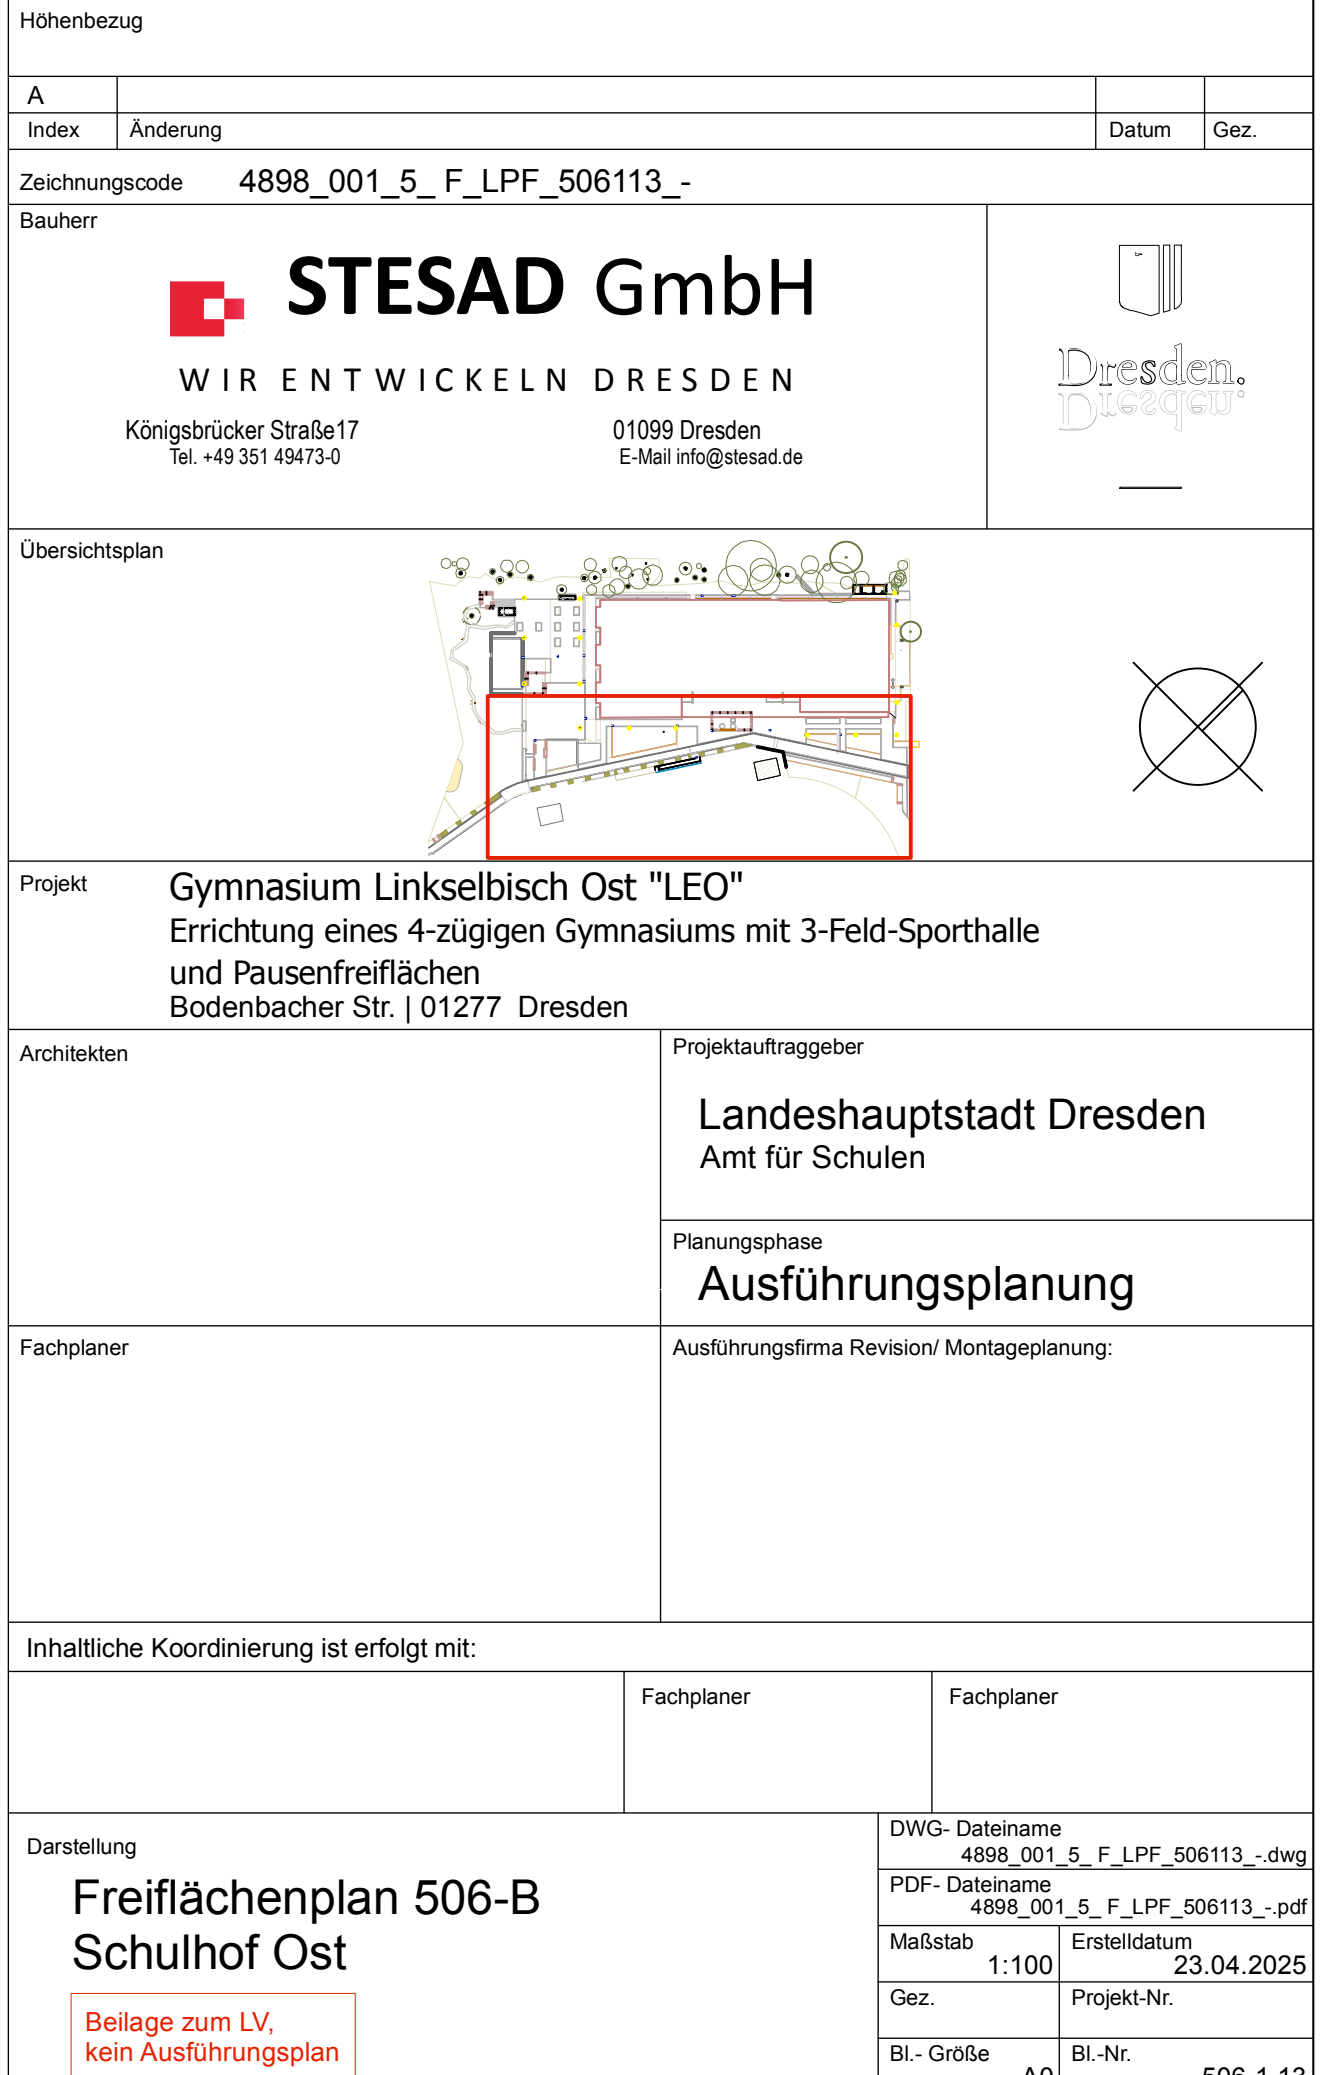 Höhenbezug
A
Index Änderung Datum Gez.
Zeichnungscode 4898_001_5_ F_LPF_506113_-
Bauherr
STESAD GmbH
WIR ENTWICKELN DRESDEN
Königsbrücker Straße17 01099 Dresden
Tel. +49 351 49473-0 E-Mail info@stesad.de
Dresden.
Übersichtsplan
Projekt Gymnasium Linkselbisch Ost "LEO"
Errichtung eines 4-zügigen Gymnasiums mit 3-Feld-Sporthalle
und Pausenfreiflächen
Bodenbacher Str. | 01277 Dresden
Architekten
Projektauftraggeber
Landeshauptstadt Dresden
Amt für Schulen
Planungsphase
Ausführungsplanung
Fachplaner
Ausführungsfirma Revision/ Montageplanung:
Inhaltliche Koordinierung ist erfolgt mit:
Fachplaner Fachplaner
Darstellung
Freiflächenplan 506-B
Schulhof Ost
Beilage zum LV,
kein Ausführungsplan
DWG- Dateiname
4898_001_5_ F_LPF_506113_-.dwg
PDF- Dateiname
4898_001_5_ F_LPF_506113_-.pdf
Maßstab 1:100
Erstelldatum 23.04.2025
Gez. Projekt-Nr.
Bl.- Größe A0
Bl.-Nr. 506-1-13